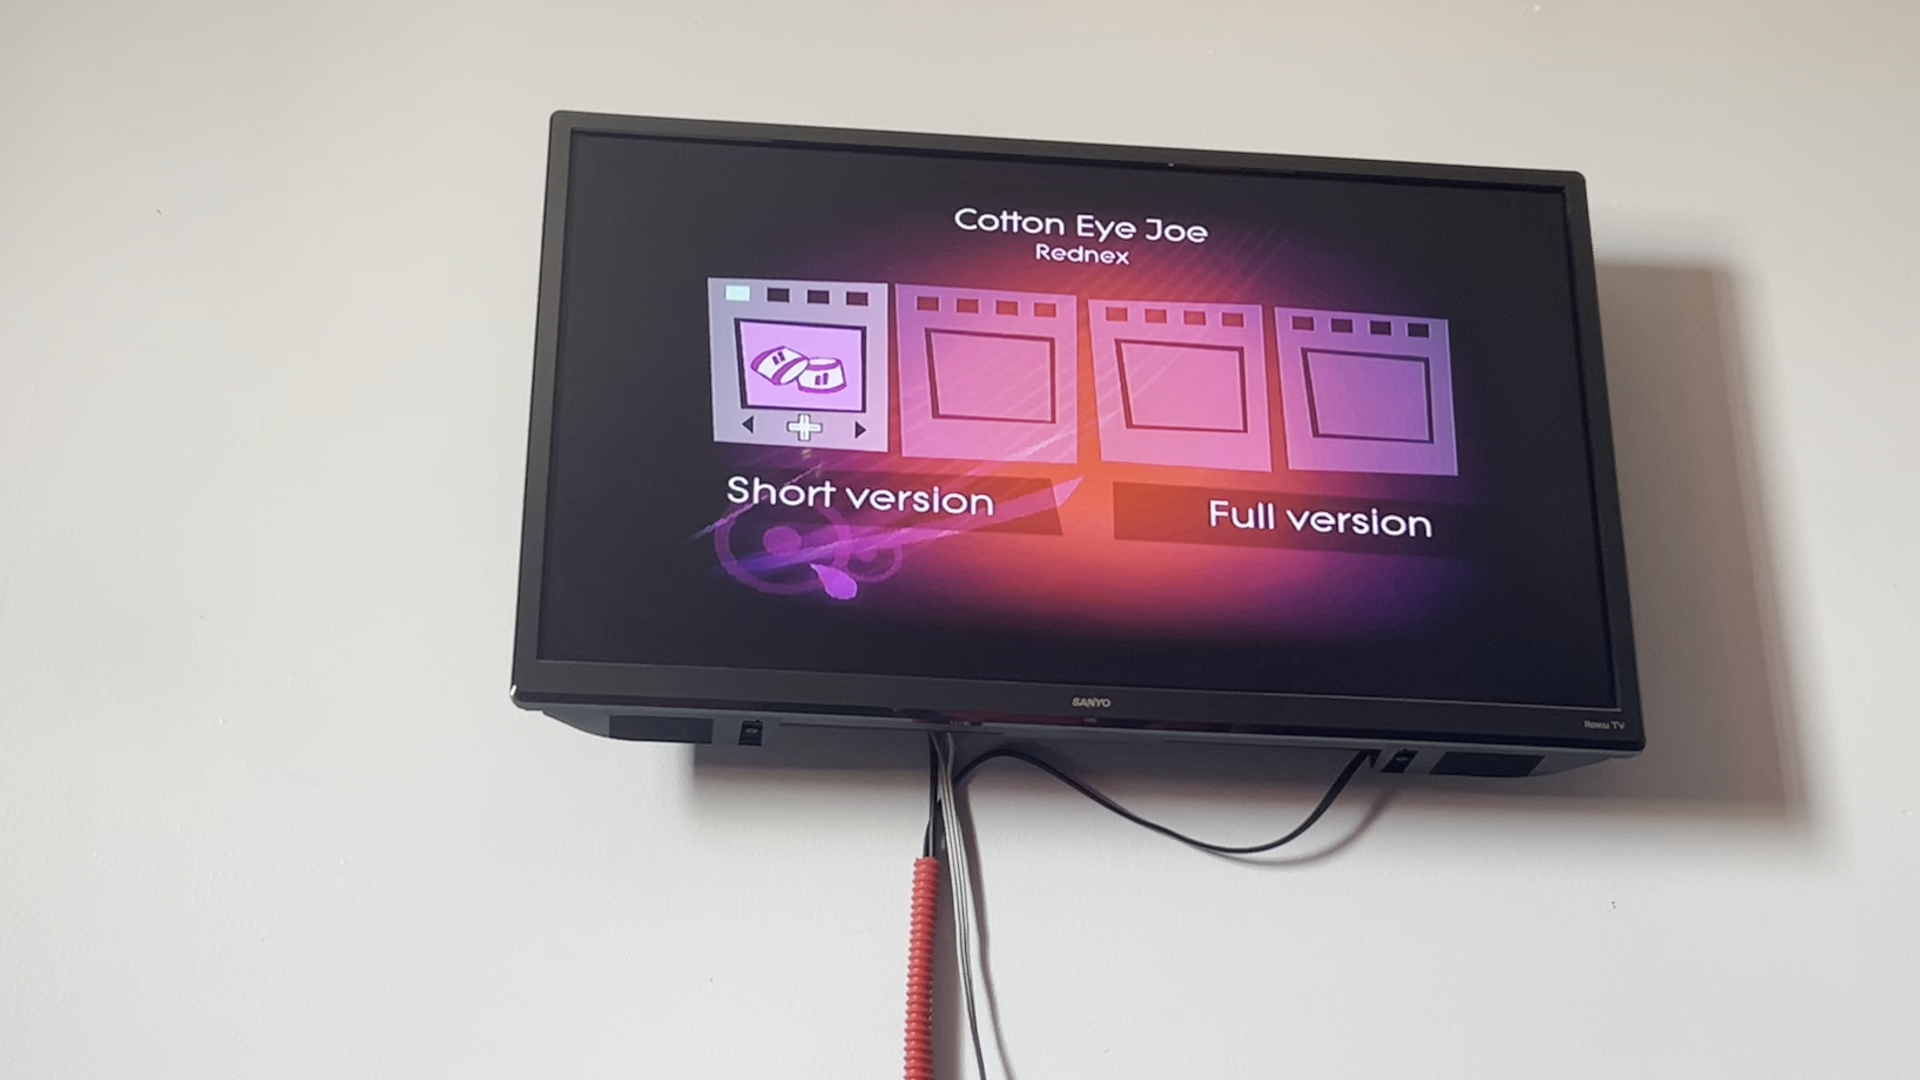 Cotton Eye Joe
Rednex
Short version
Full version
SANYO
Roku TV